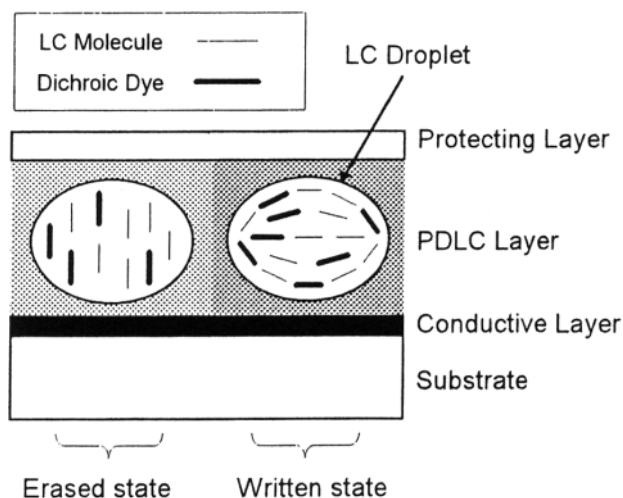 LC Molecule
Dichroic Dye
LC Droplet
Protecting Layer
PDLC Layer
Conductive Layer
Substrate
Erased state
Written state